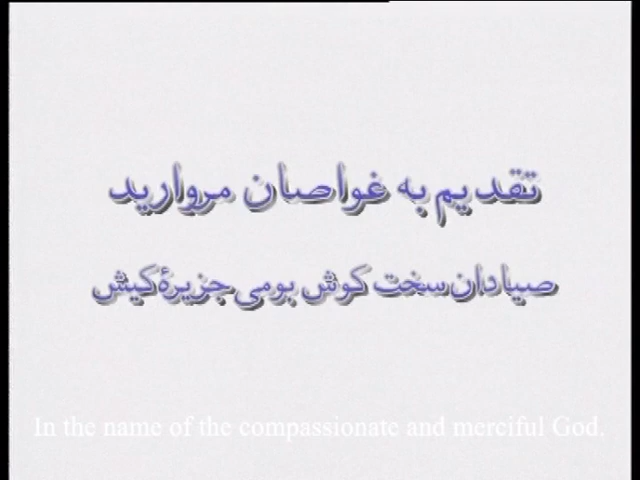 تقدیم به غواصان مروارید
صیادان سخت کوش بومی جزیرهٔ کیش
In the name of the compassionate and merciful God.